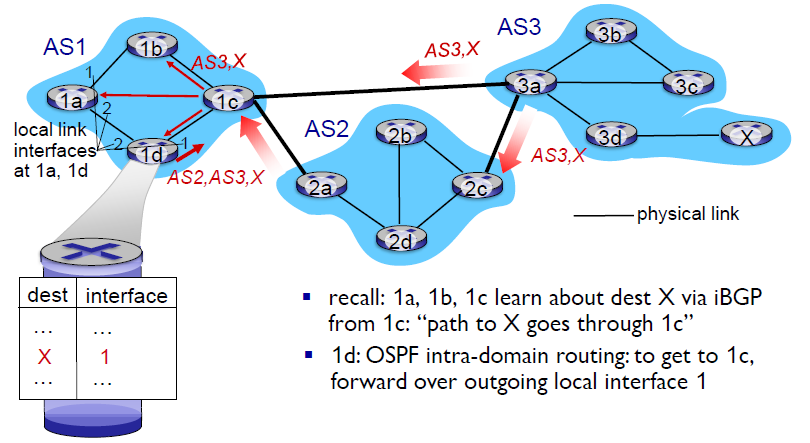 AS1
1b
AS3,X
1
1a
2
1c
local link
interfaces
at 1a, 1d
2
1d
1
AS2,AS3,X
AS3,X
AS3
3b
3a
3c
3d
X
AS2
2b
AS3,X
2a
2c
2d
physical link
dest interface
... ...
X 1
... ...
▪ recall: 1a, 1b, 1c learn about dest X via iBGP
from 1c: “path to X goes through 1c”
▪ 1d: OSPF intra-domain routing: to get to 1c,
forward over outgoing local interface 1